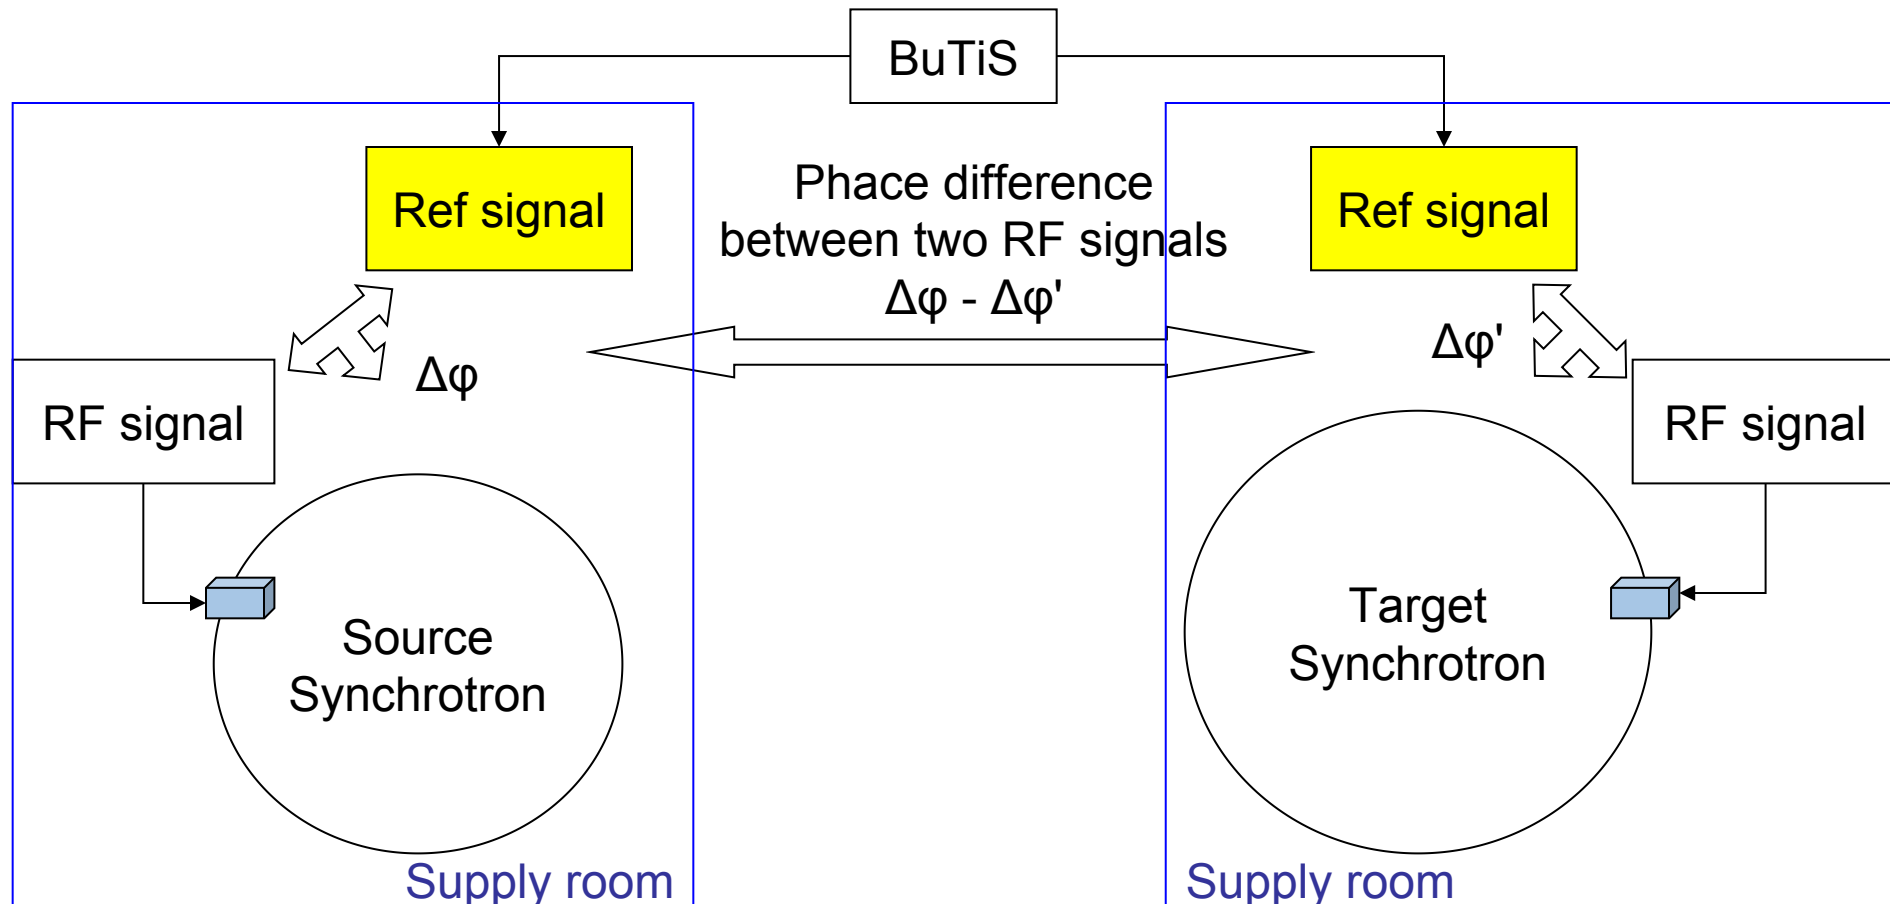 BuTiS
Ref signal
Phace difference
between two RF signals
Δφ - Δφ'
Ref signal
Δφ
Δφ'
RF signal
RF signal
Source
Synchrotron
Target
Synchrotron
Supply room
Supply room